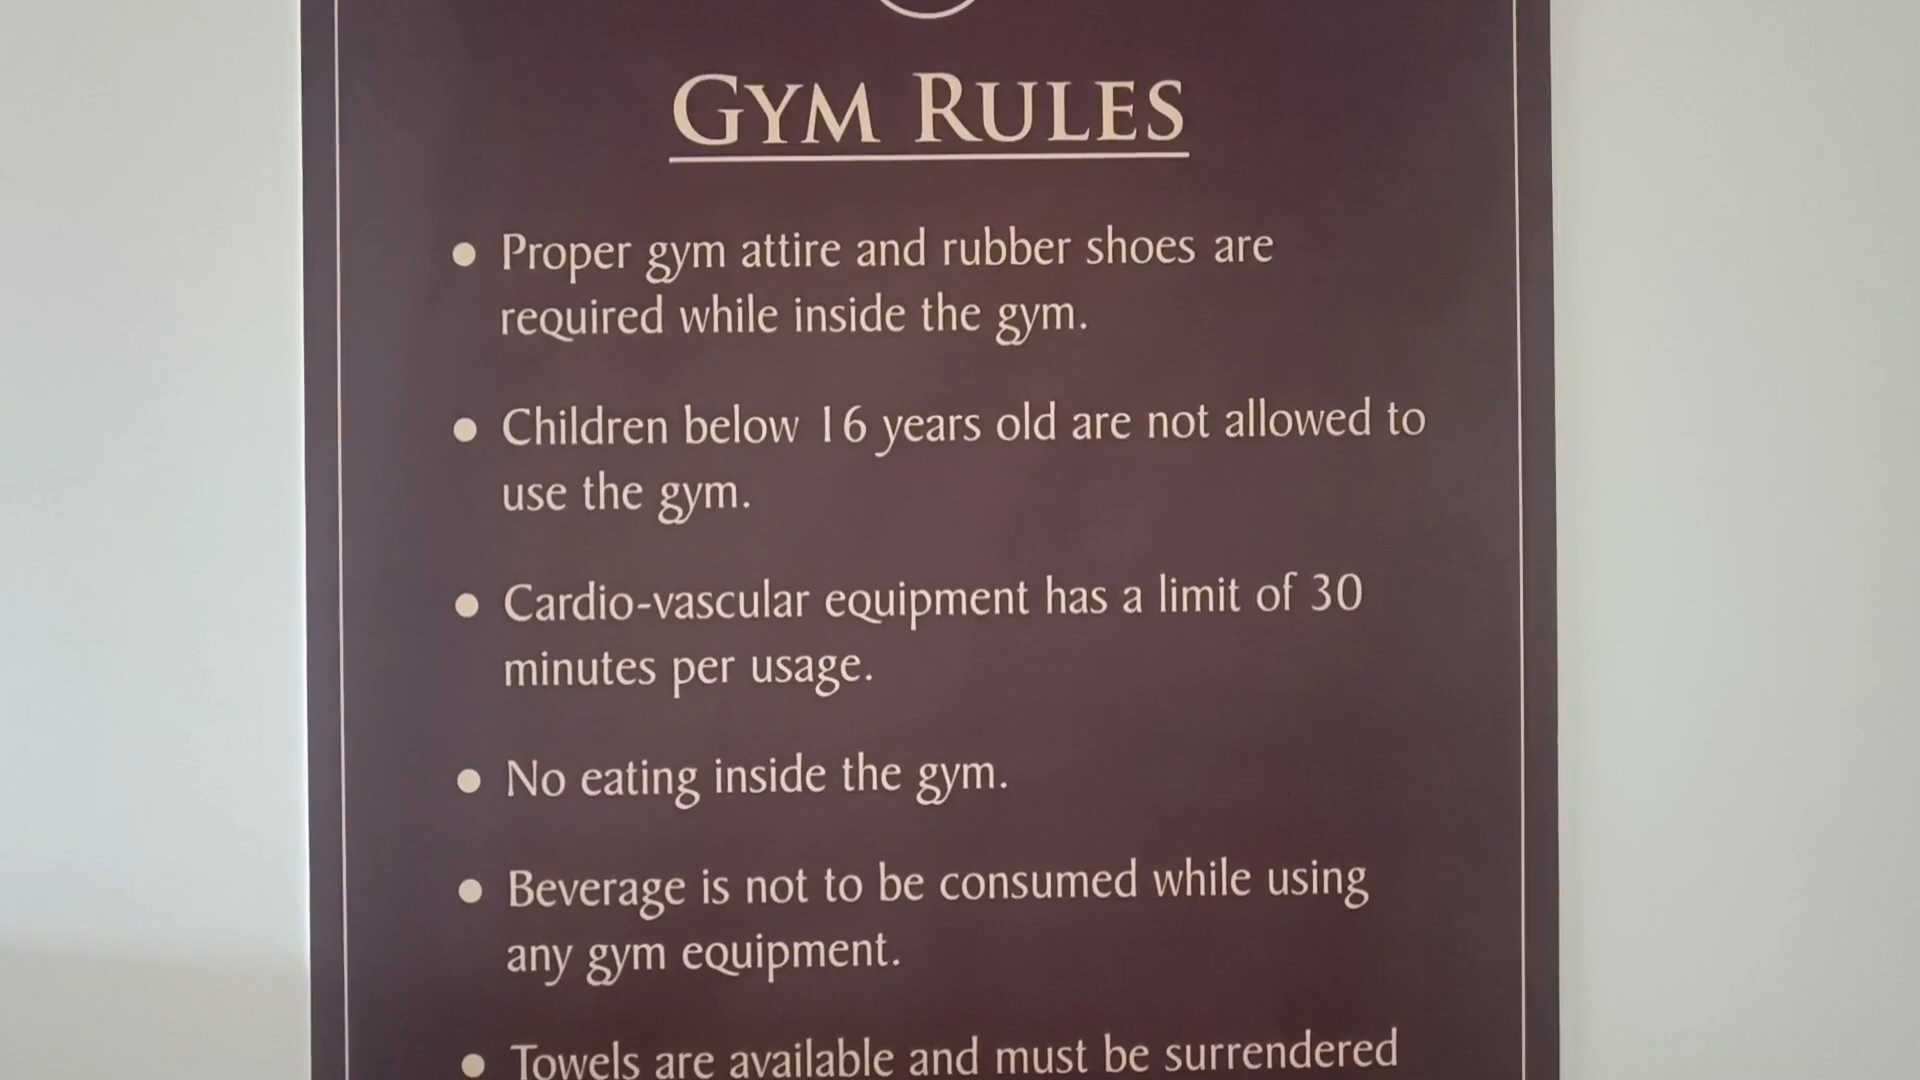 GYM RULES
● Proper gym attire and rubber shoes are
required while inside the gym.
● Children below 16 years old are not allowed to
use the gym.
● Cardio-vascular equipment has a limit of 30
minutes per usage.
● No eating inside the gym.
● Beverage is not to be consumed while using
any gym equipment.
● Towels are available and must be surrendered